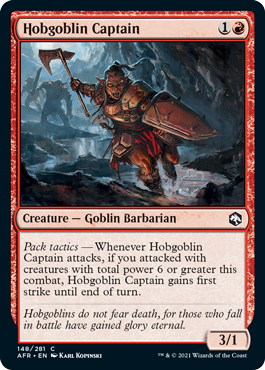 Hobgoblin Captain
1
Creature — Goblin Barbarian
Pack tactics — Whenever Hobgoblin
Captain attacks, if you attacked with
creatures with total power 6 or greater this
combat, Hobgoblin Captain gains first
strike until end of turn.
Hobgoblins do not fear death, for those who fall
in battle have gained glory eternal.
3/1
148/281 C
AFR • EN Karl Kopinski
™ & © 2021 Wizards of the Coast